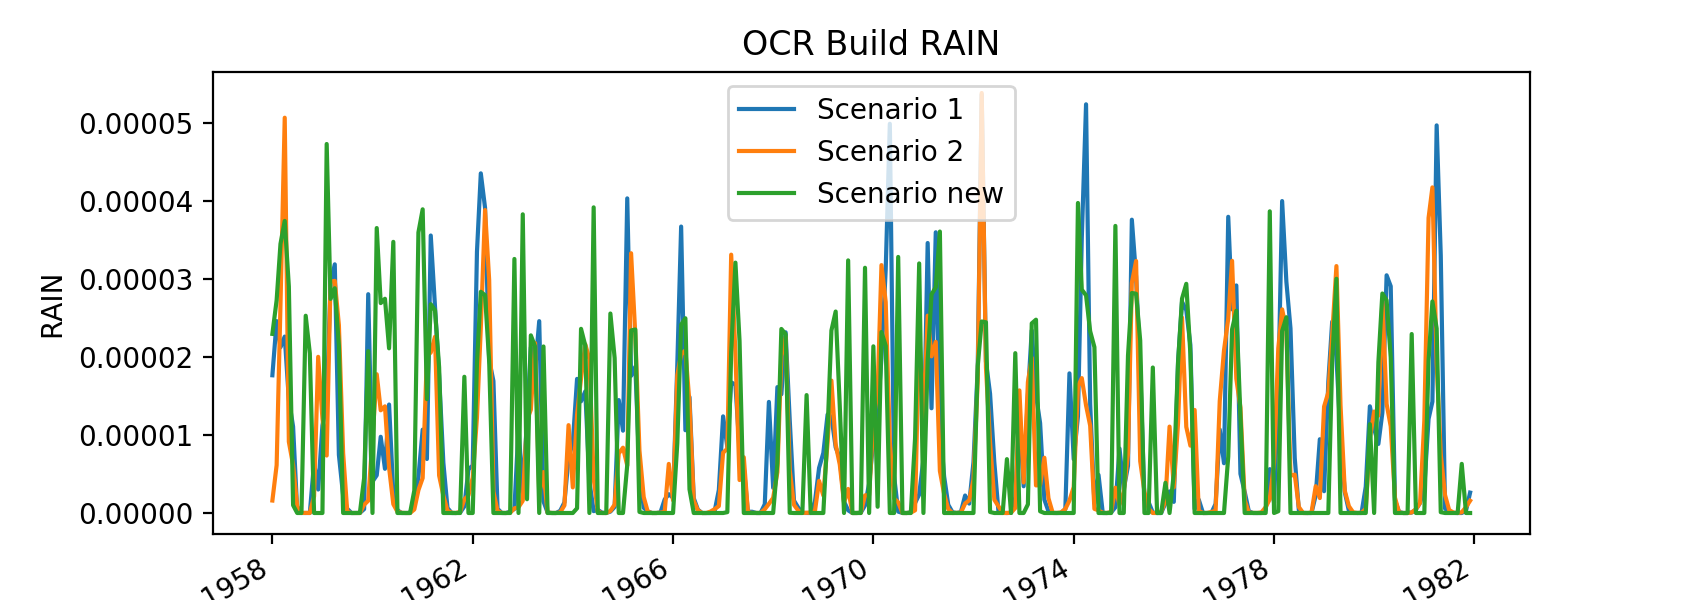 OCR Build RAIN
Scenario 1
Scenario 2
Scenario new
RAIN
0.00005
0.00004
0.00003
0.00002
0.00001
0.00000
1958
1962
1966
1970
1974
1978
1982